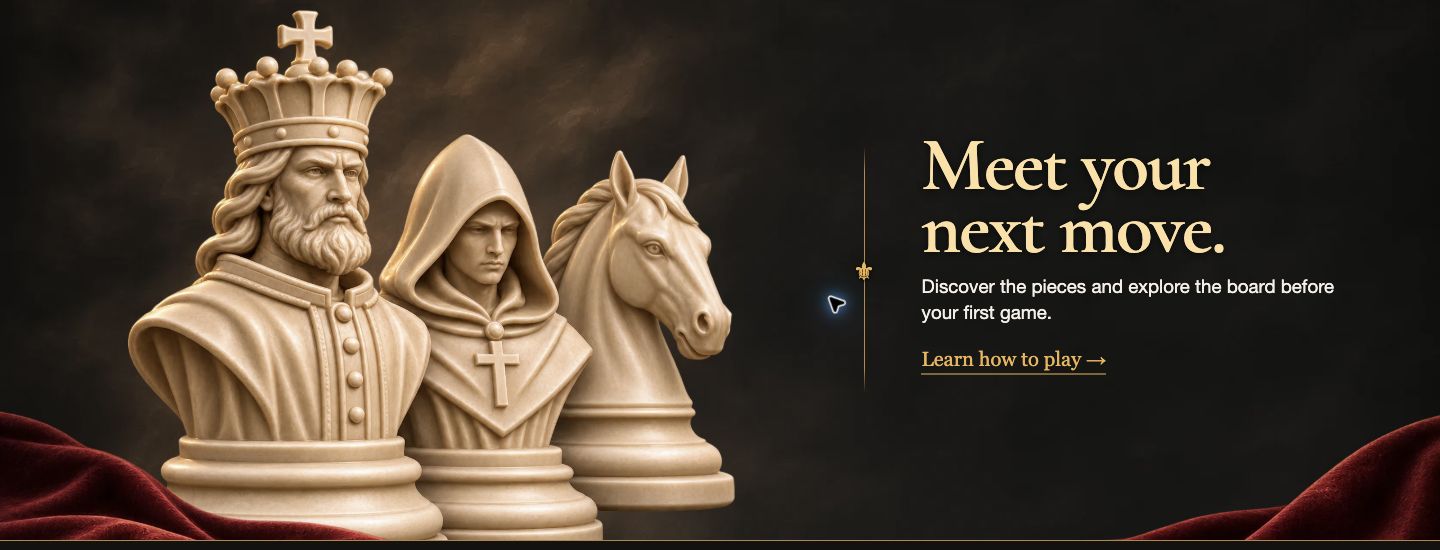 Meet your
next move.
Discover the pieces and explore the board before
your first game.
Learn how to play →